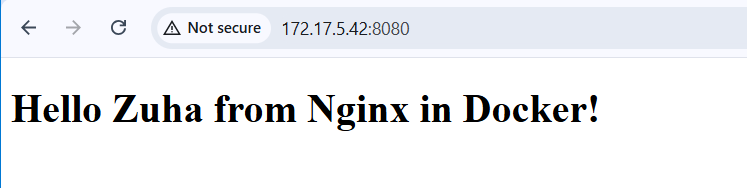 Not secure 172.17.5.42:8080
Hello Zuha from Nginx in Docker!